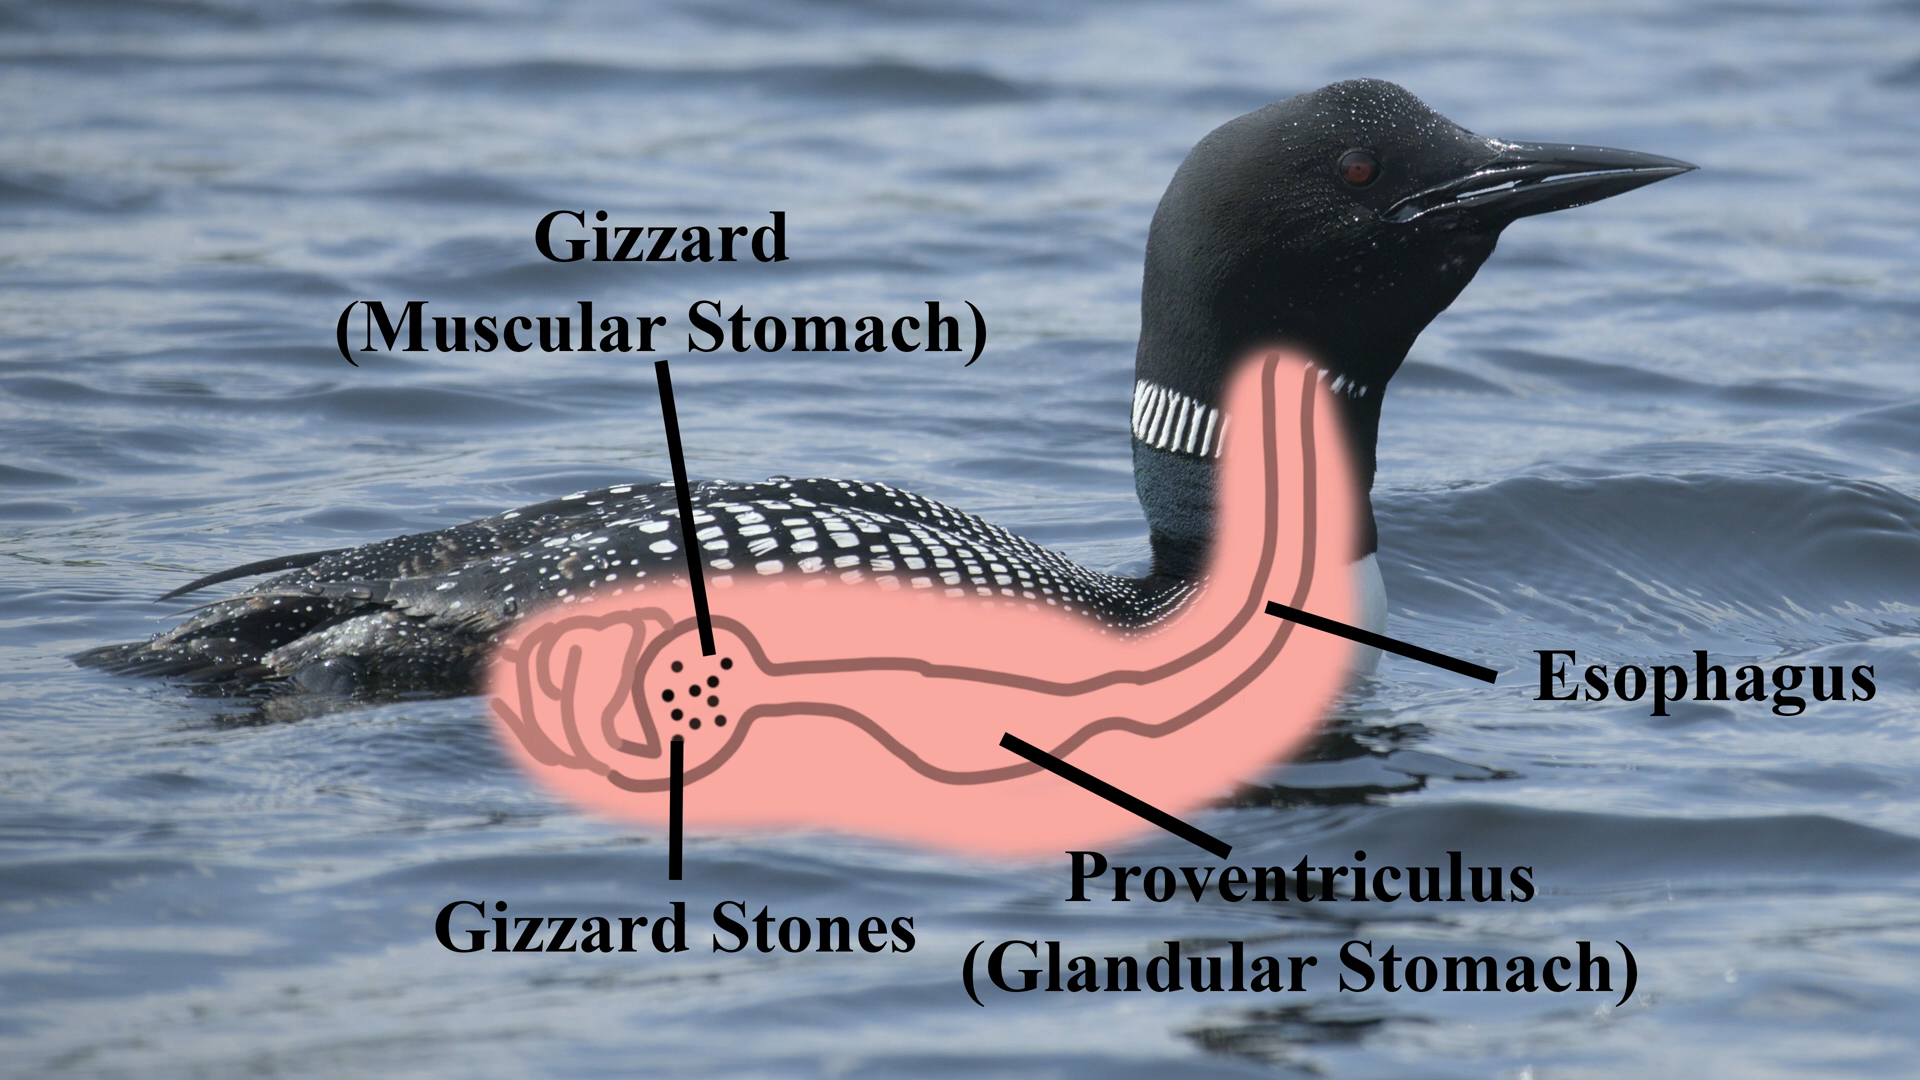 Gizzard
(Muscular Stomach)
Esophagus
Proventriculus
(Glandular Stomach)
Gizzard Stones